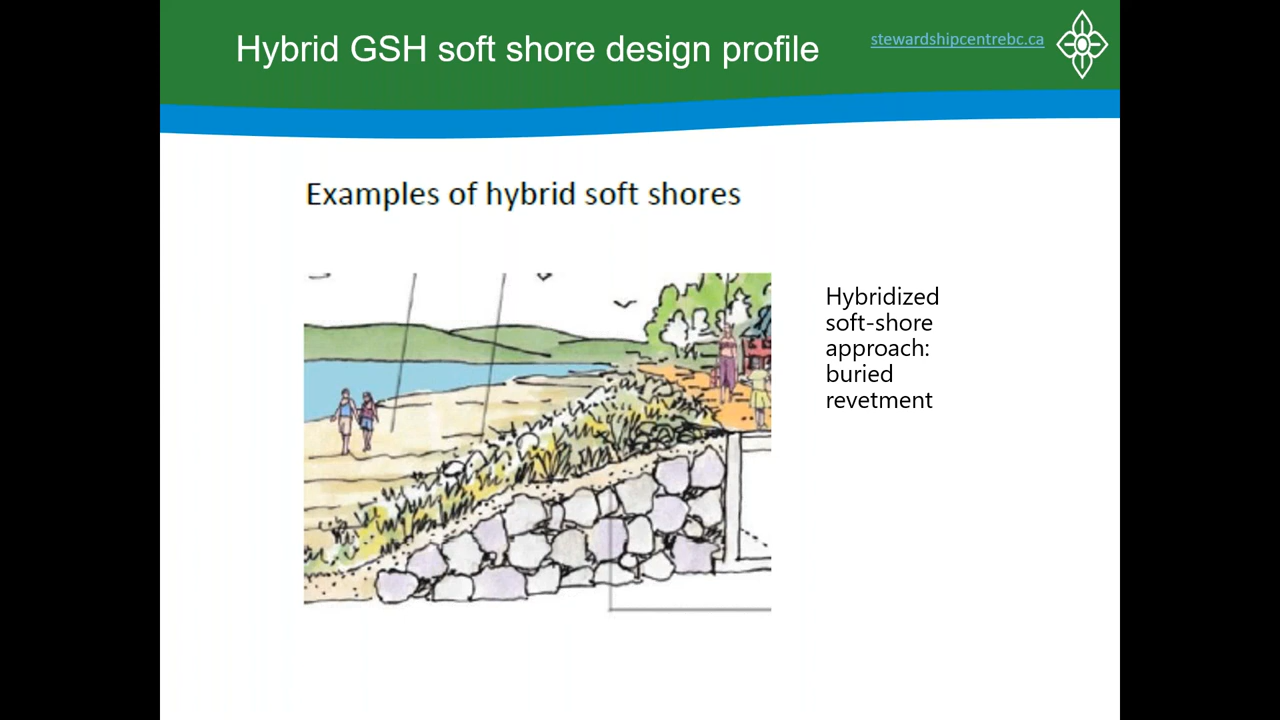 Hybrid GSH soft shore design profile
stewardshipcentrebc.ca
Examples of hybrid soft shores
Hybridized
soft-shore
approach:
buried
revetment